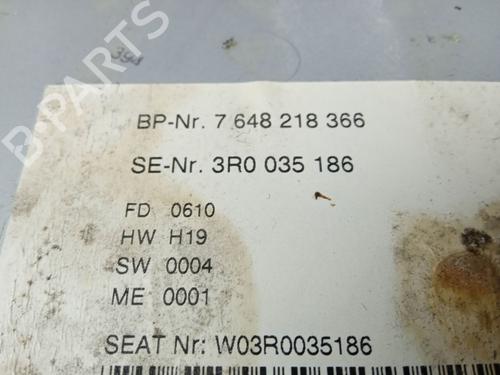 BP-Nr. 7 648 218 366
SE-Nr. 3R0 035 186
FD 0610
HW H19
SW 0004
ME 0001
SEAT Nr: W03R0035186